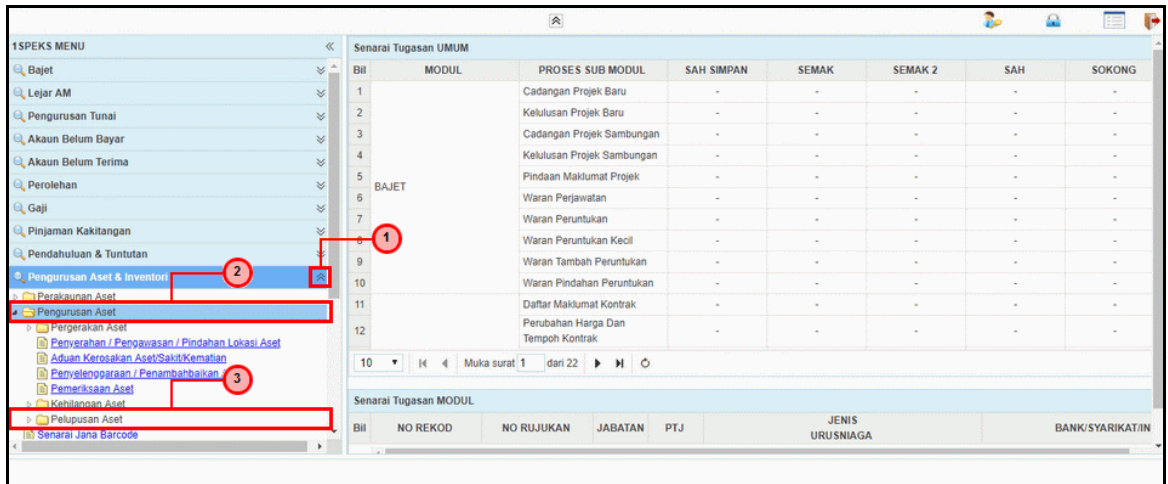 1SPEKS MENU
Bajet
Lejar AM
Pengurusan Tunai
Akaun Belum Bayar
Akaun Belum Terima
Perolehan
Gaji
Pinjaman Kakitangan
Pendahuluan & Tuntutan
Pengurusan Aset & Inventori
Perakaunan Aset
Pengurusan Aset
Pergerakan Aset
Penyerahan / Pengawasan / Pindahan Lokasi Aset
Aduan Kerosakan Aset/Sakit/Kematian
Penyelenggaraan / Penambahbaikan
Pemeriksaan Aset
Kehilangan Aset
Pelupusan Aset
Senarai Jana Barcode
1
2
3
Senarai Tugasan UMUM
Bil MODUL PROSES SUB MODUL SAH SIMPAN SEMAK SEMAK 2 SAH SOKONG
1 Cadangan Projek Baru - - - - -
2 Kelulusan Projek Baru - - - - -
3 Cadangan Projek Sambungan - - - - -
4 Kelulusan Projek Sambungan - - - - -
5 Pindaan Maklumat Projek - - - - -
BAJET
6 Waran Perjawatan - - - - -
7 Waran Peruntukan - - - - -
8 Waran Peruntukan Kecil - - - - -
9 Waran Tambah Peruntukan - - - - -
10 Waran Pindahan Peruntukan - - - - -
11 Daftar Maklumat Kontrak - - - - -
12 Perubahan Harga Dan - - - - -
Tempoh Kontrak
10 Muka surat 1 dari 22
Senarai Tugasan MODUL
Bil NO REKOD NO RUJUKAN JABATAN PTJ JENIS BANK/SYARIKAT/IN
URUSNIAGA